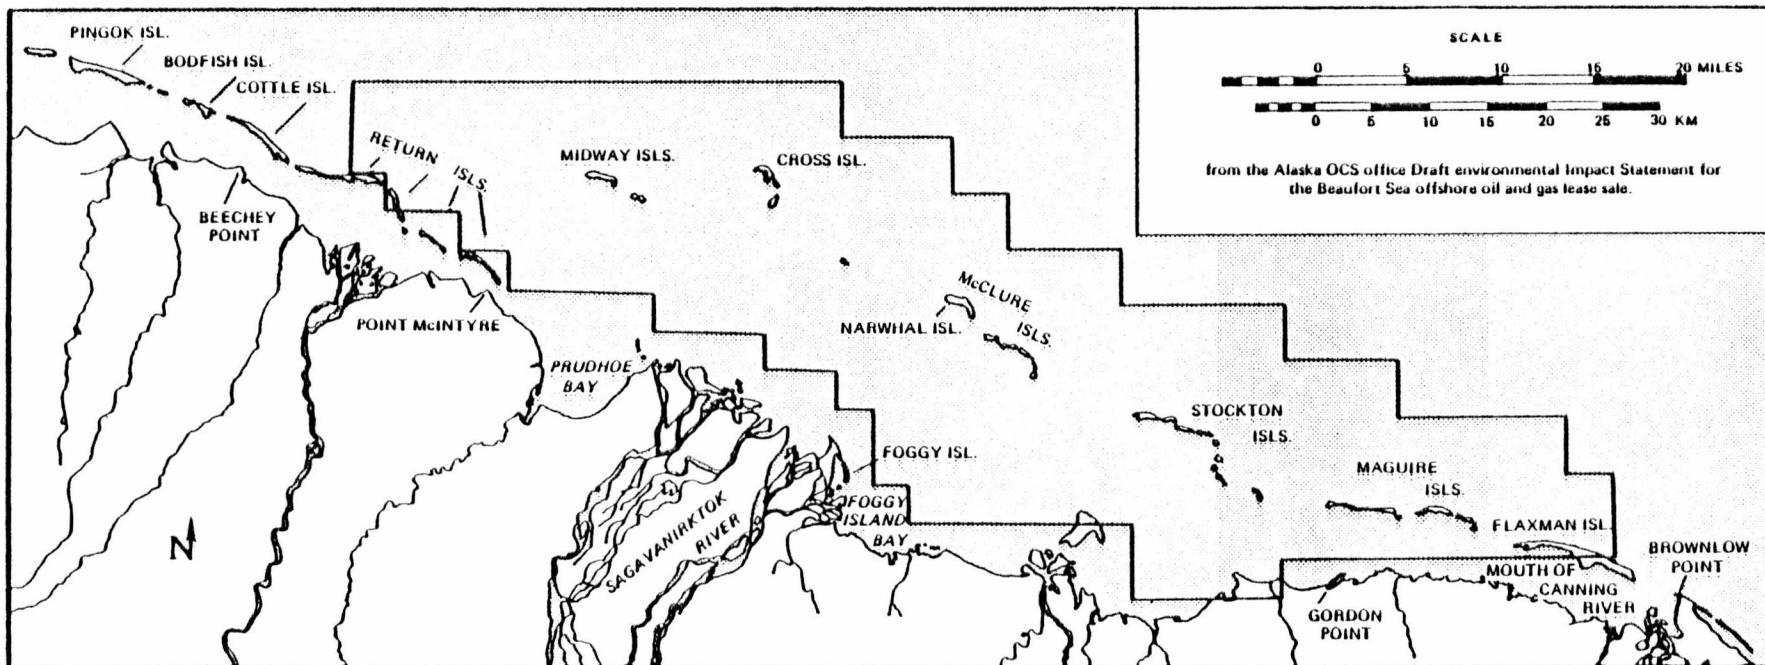 PINGOK ISL.
BODFISH ISL.
COTTLE ISL.
RETURN
ISLS.
MIDWAY ISLS.
CROSS ISL.
SCALE
0 5 10 15 20 MILES
0 5 10 15 20 25 30 KM
from the Alaska OCS office Draft environmental Impact Statement for
the Beaufort Sea offshore oil and gas lease sale.
BEECHEY
POINT
POINT McINTYRE
PRUDHOE
BAY
McCLURE
ISLS.
NARWHAL ISL.
STOCKTON
ISLS.
FOGGY ISL.
FOGGY
ISLAND
BAY
MAGUIRE
ISLS.
FLAXMAN ISL.
BROWNLOW
POINT
N
SAGAVANIRKTOK
RIVER
MOUTH OF
CANNING
RIVER
GORDON
POINT